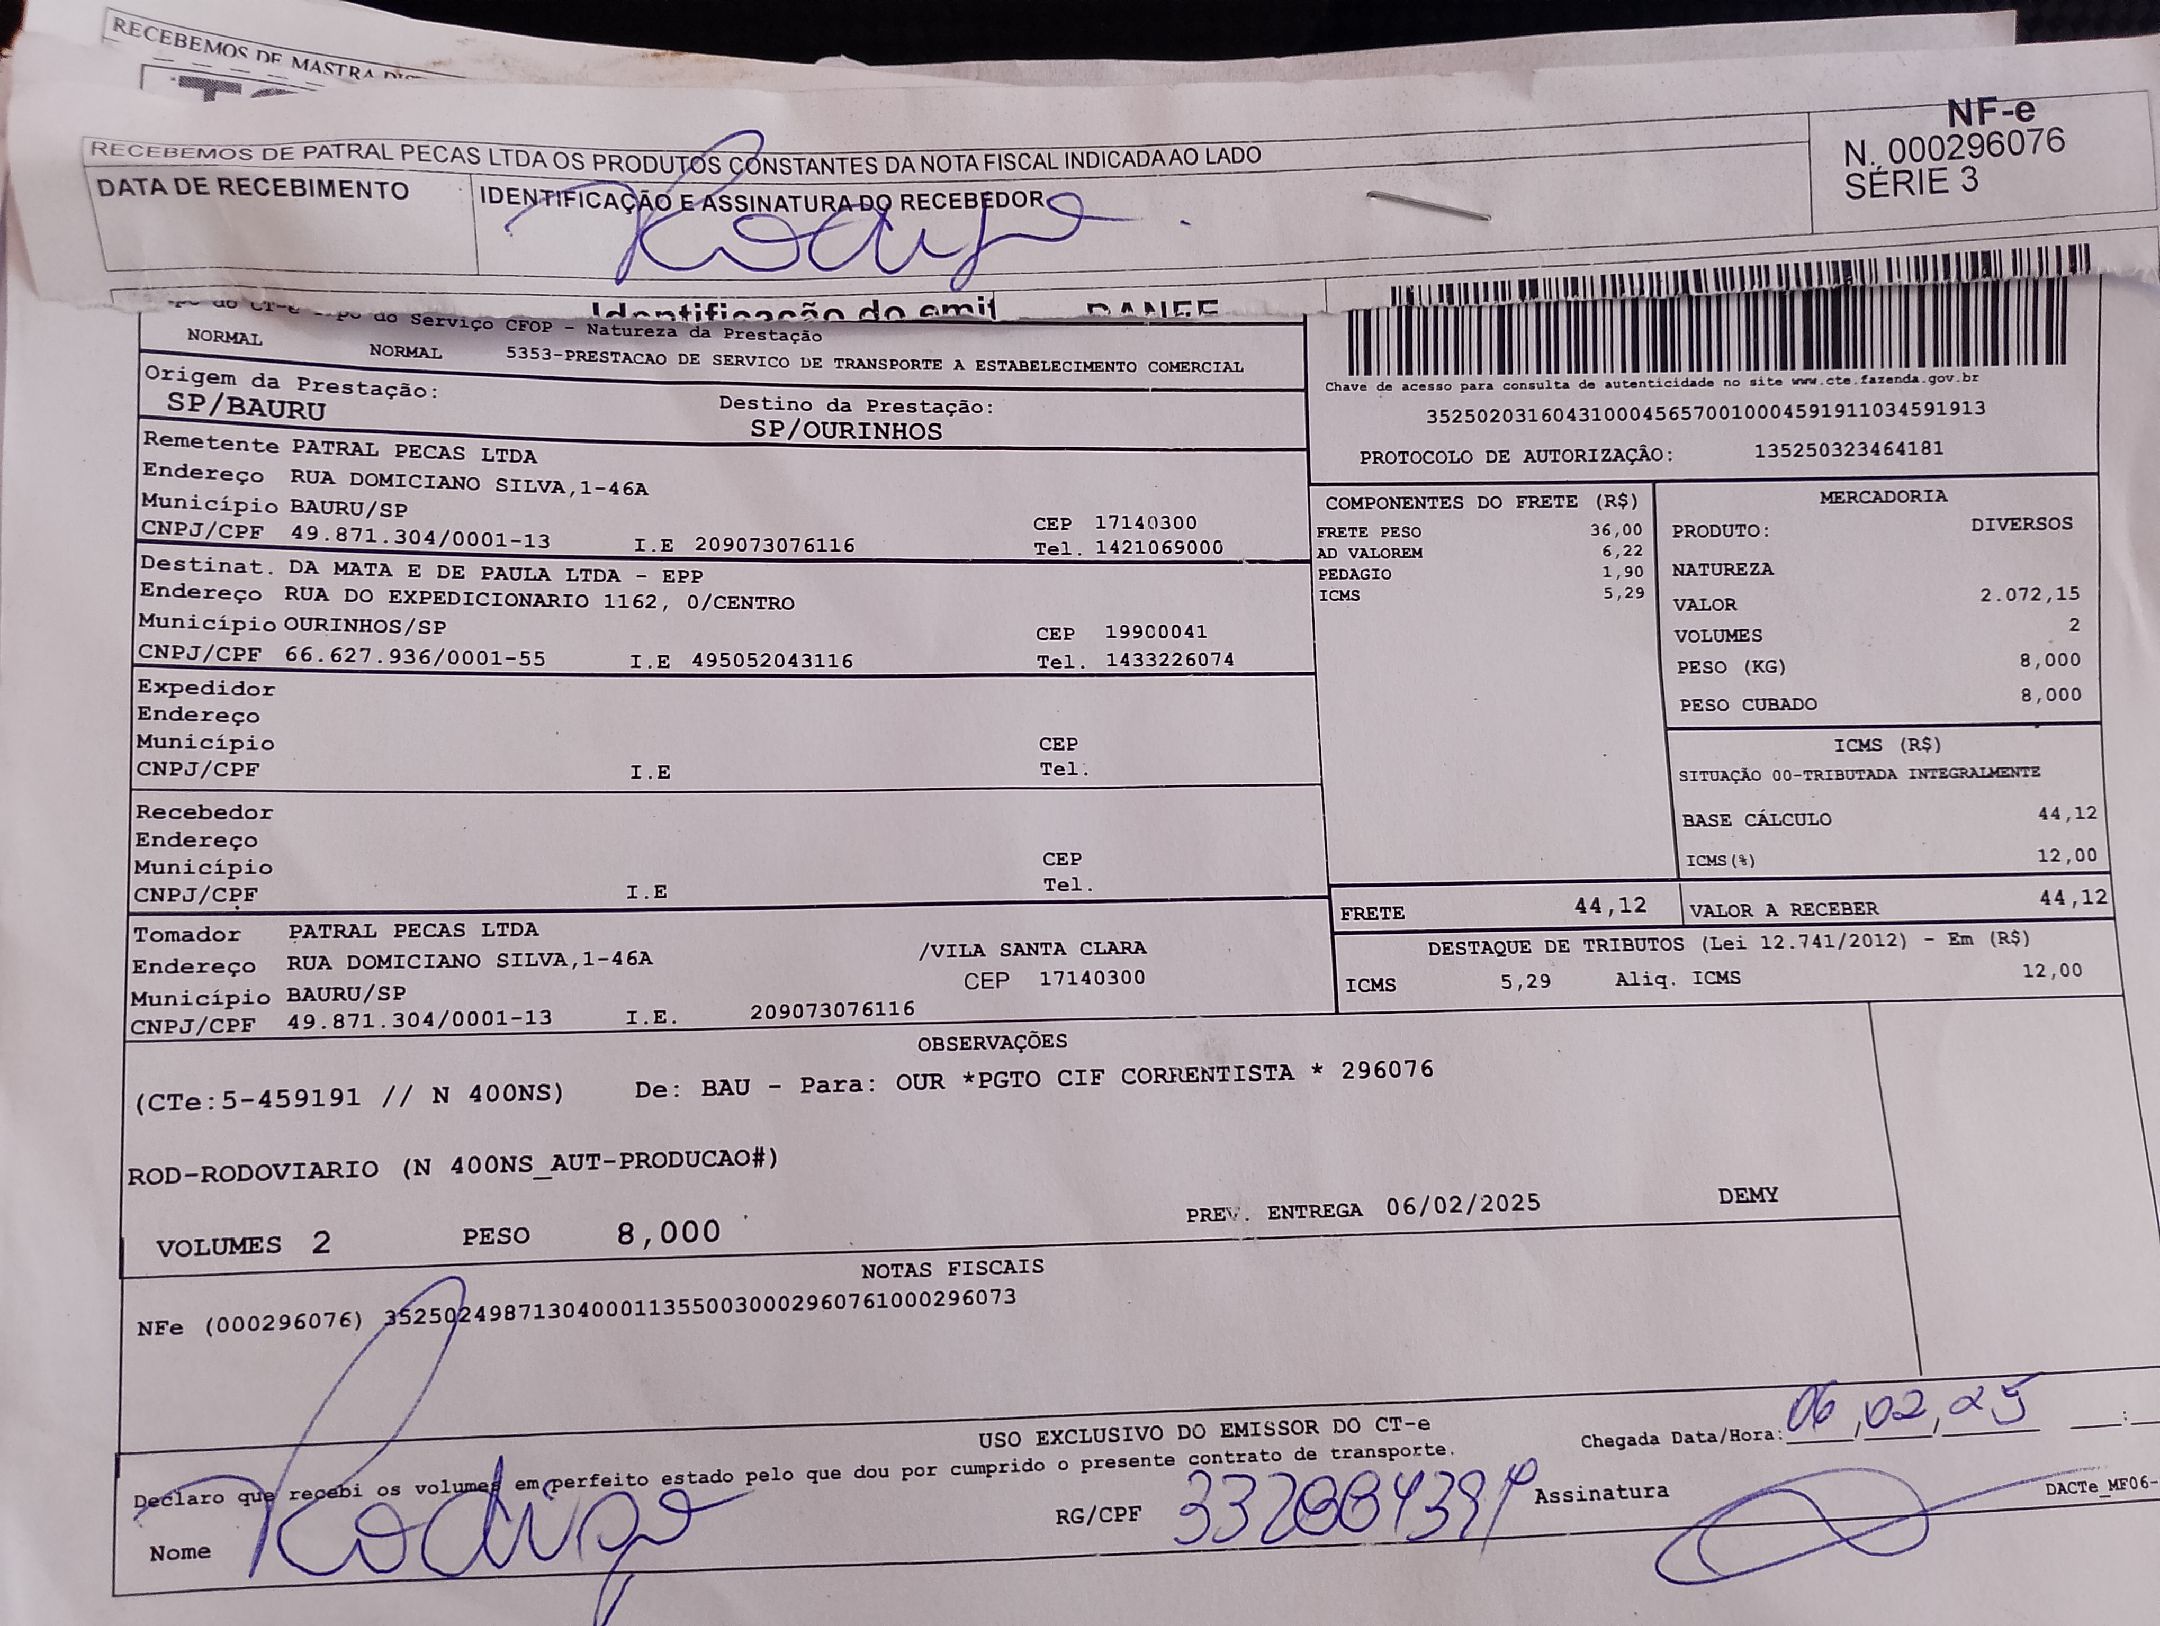 RECEBEMOS DE MASTRA
RECEBEMOS DE PATRAL PECAS LTDA OS PRODUTOS CONSTANTES DA NOTA FISCAL INDICADA AO LADO
DATA DE RECEBIMENTO IDENTIFICAÇÃO E ASSINATURA DO RECEBEDOR
Rodrigo
NF-e
N. 000296076
SÉRIE 3
Identificação do emit DANFE
do CT-e do Serviço CFOP - Natureza da Prestação
NORMAL NORMAL 5353-PRESTACAO DE SERVICO DE TRANSPORTE A ESTABELECIMENTO COMERCIAL
Origem da Prestação: Destino da Prestação:
SP/BAURU SP/OURINHOS
Chave de acesso para consulta de autenticidade no site www.cte.fazenda.gov.br
35250203160431000456570010004591911034591913
PROTOCOLO DE AUTORIZAÇÃO: 135250323464181
Remetente PATRAL PECAS LTDA
Endereço RUA DOMICIANO SILVA,1-46A
Município BAURU/SP CEP 17140300
CNPJ/CPF 49.871.304/0001-13 I.E 209073076116 Tel. 1421069000
Destinat. DA MATA E DE PAULA LTDA - EPP
Endereço RUA DO EXPEDICIONARIO 1162, 0/CENTRO
Município OURINHOS/SP CEP 19900041
CNPJ/CPF 66.627.936/0001-55 I.E 495052043116 Tel. 1433226074
Expedidor
Endereço
Município CEP
CNPJ/CPF I.E Tel.
Recebedor
Endereço
Município CEP
CNPJ/CPF I.E Tel.
Tomador PATRAL PECAS LTDA
Endereço RUA DOMICIANO SILVA,1-46A /VILA SANTA CLARA
Município BAURU/SP CEP 17140300
CNPJ/CPF 49.871.304/0001-13 I.E. 209073076116
COMPONENTES DO FRETE (R$)
FRETE PESO 36,00
AD VALOREM 6,22
PEDAGIO 1,90
ICMS 5,29
MERCADORIA
PRODUTO: DIVERSOS
NATUREZA
VALOR 2.072,15
VOLUMES 2
PESO (KG) 8,000
PESO CUBADO 8,000
ICMS (R$)
SITUAÇÃO 00-TRIBUTADA INTEGRALMENTE
BASE CÁLCULO 44,12
ICMS(%) 12,00
FRETE 44,12 VALOR A RECEBER 44,12
DESTAQUE DE TRIBUTOS (Lei 12.741/2012) - Em (R$)
ICMS 5,29 Aliq. ICMS 12,00
OBSERVAÇÕES
(CTe:5-459191 // N 400NS) De: BAU - Para: OUR *PGTO CIF CORRENTISTA * 296076
ROD-RODOVIARIO (N 400NS_AUT-PRODUCAO#)
VOLUMES 2 PESO 8,000 PREV. ENTREGA 06/02/2025 DEMY
NOTAS FISCAIS
NFe (000296076) 35250249871304000113550030002960761000296073
USO EXCLUSIVO DO EMISSOR DO CT-e
Declaro que recebi os volumes em perfeito estado pelo que dou por cumprido o presente contrato de transporte.
Chegada Data/Hora: 06,02,25 :
Nome Rodrigo RG/CPF Assinatura
DACTe_MF06-